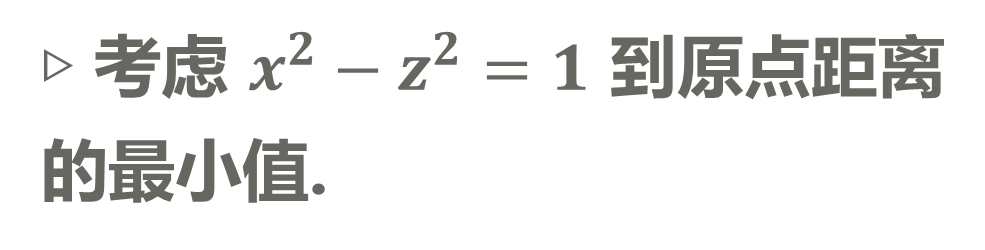 ▷ 考虑 x² − z² = 1 到原点距离
的最小值.